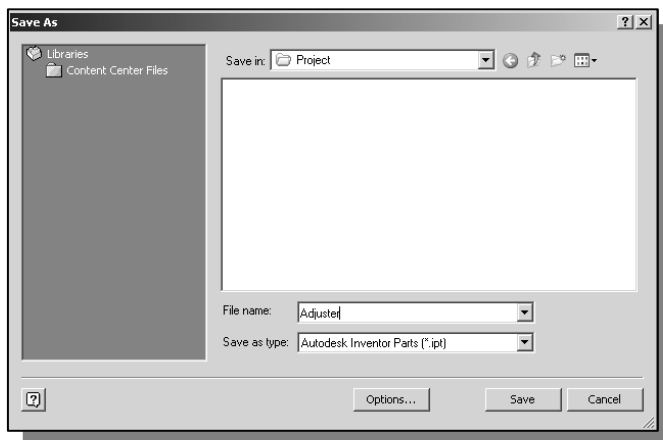 Save As
Libraries
Content Center Files
Save in: Project
File name: Adjuster
Save as type: Autodesk Inventor Parts (*.ipt)
Options... Save Cancel